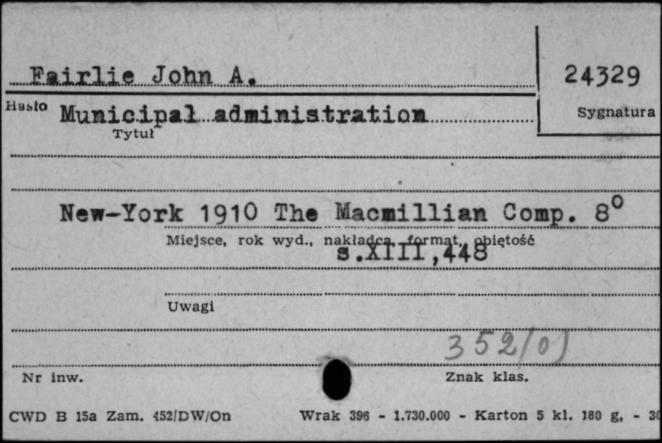 Fairlie John A.
24329
Hasło
Municipał administration
Sygnatura
Tytuł
New-York 1910 The Macmillian Comp. 8°
Miejsce, rok wyd., nakładca, format, objętość
s.XIII,448
Uwagi
352(0)
Nr inw.
Znak klas.
CWD B 15a Zam. 452/DW/On Wrak 396 - 1.730.000 - Karton 5 kl. 180 g, - 30